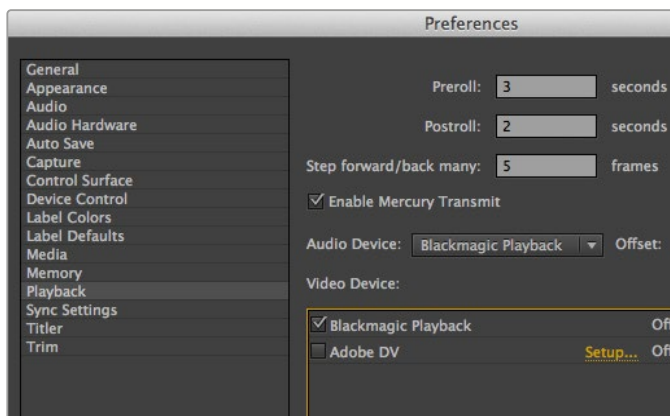 Preferences
General
Appearance
Audio
Audio Hardware
Auto Save
Capture
Control Surface
Device Control
Label Colors
Label Defaults
Media
Memory
Playback
Sync Settings
Titler
Trim
Preroll: 3 seconds
Postroll: 2 seconds
Step forward/back many: 5 frames
Enable Mercury Transmit
Audio Device: Blackmagic Playback Offset:
Video Device:
Blackmagic Playback Off
Adobe DV Setup... Off